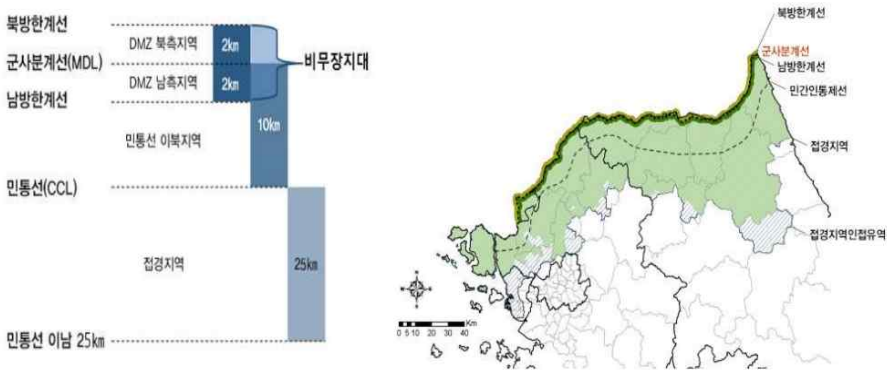 북방한계선
DMZ 북측지역
2km
군사분계선(MDL)
비무장지대
DMZ 남측지역
2km
남방한계선
10km
민통선 이북지역
민통선(CCL)
접경지역
25km
민통선 이남 25km
북방한계선
군사분계선
남방한계선
민간인통제선
접경지역
접경지역인접유역
Km
0 5 10 20 30 40